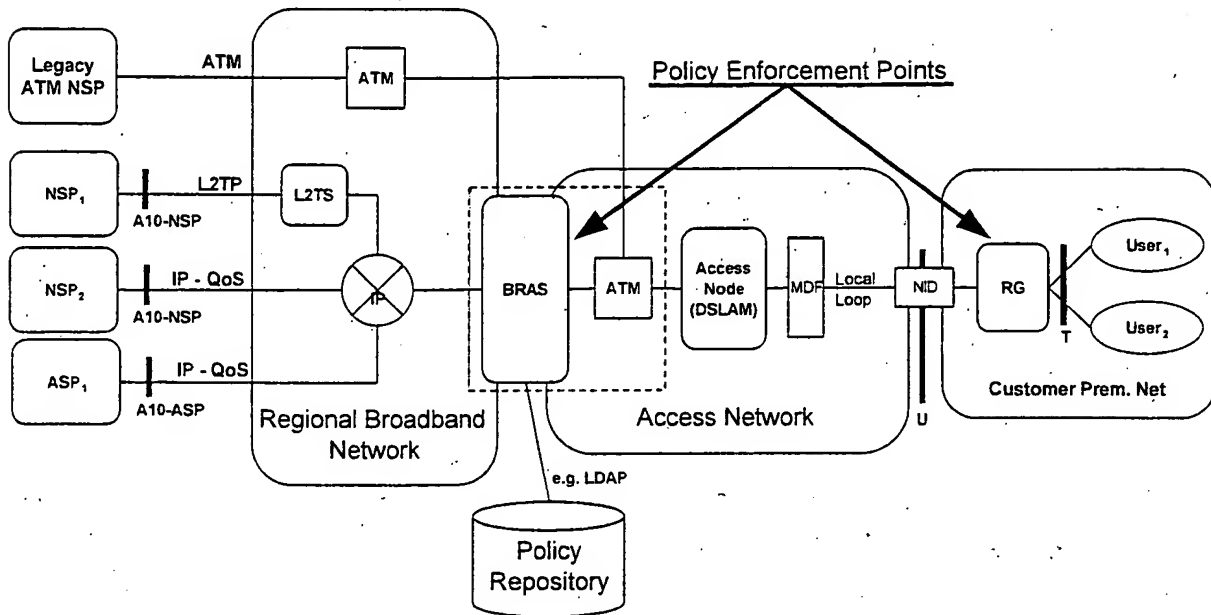 Legacy
ATM NSP
ATM
ATM
Policy Enforcement Points
NSP1
L2TP
A10-NSP
L2TS
NSP2
IP - QoS
A10-NSP
IP
ASP1
IP - QoS
A10-ASP
Regional Broadband
Network
BRAS
ATM
Access
Node
(DSLAM)
MDF
Local
Loop
NID
RG
User1
User2
T
U
Access Network
Customer Prem. Net
e.g. LDAP
Policy
Repository